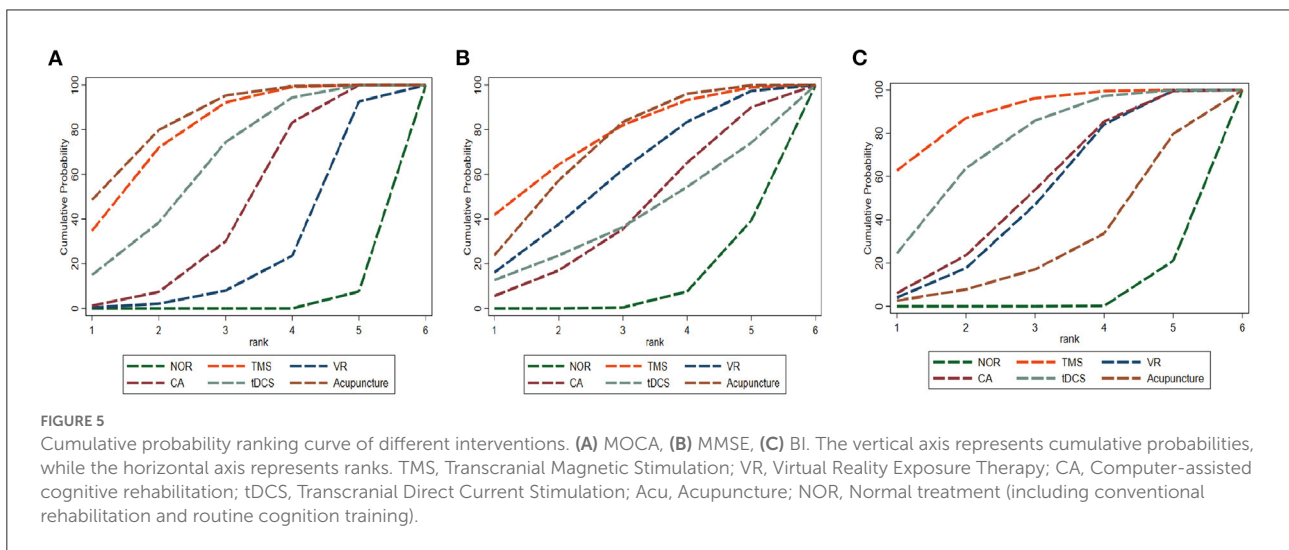 A
B
C
Cumulative Probability
100
80
60
40
20
0
1 2 3 4 5 6
rank
NOR TMS VR
CA tDCS Acupuncture
Cumulative Probability
100
80
60
40
20
0
1 2 3 4 5 6
rank
NOR TMS VR
CA tDCS Acupuncture
Cumulative Probability
100
80
60
40
20
0
1 2 3 4 5 6
rank
NOR TMS VR
CA tDCS Acupuncture
FIGURE 5
Cumulative probability ranking curve of different interventions. (A) MOCA, (B) MMSE, (C) BI. The vertical axis represents cumulative probabilities,
while the horizontal axis represents ranks. TMS, Transcranial Magnetic Stimulation; VR, Virtual Reality Exposure Therapy; CA, Computer-assisted
cognitive rehabilitation; tDCS, Transcranial Direct Current Stimulation; Acu, Acupuncture; NOR, Normal treatment (including conventional
rehabilitation and routine cognition training).